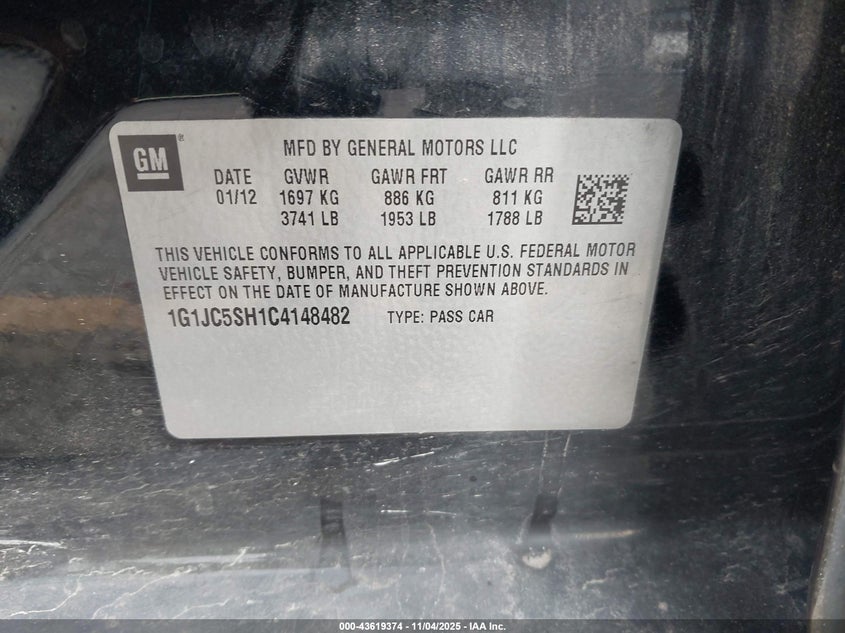 GM®
MFD BY GENERAL MOTORS LLC
DATE GVWR GAWR FRT GAWR RR
01/12 1697 KG 886 KG 811 KG
3741 LB 1953 LB 1788 LB
THIS VEHICLE CONFORMS TO ALL APPLICABLE U.S. FEDERAL MOTOR
VEHICLE SAFETY, BUMPER, AND THEFT PREVENTION STANDARDS IN
EFFECT ON THE DATE OF MANUFACTURE SHOWN ABOVE.
1G1JC5SH1C4148482 TYPE: PASS CAR
000-43619374 - 11/04/2025 - IAA Inc.